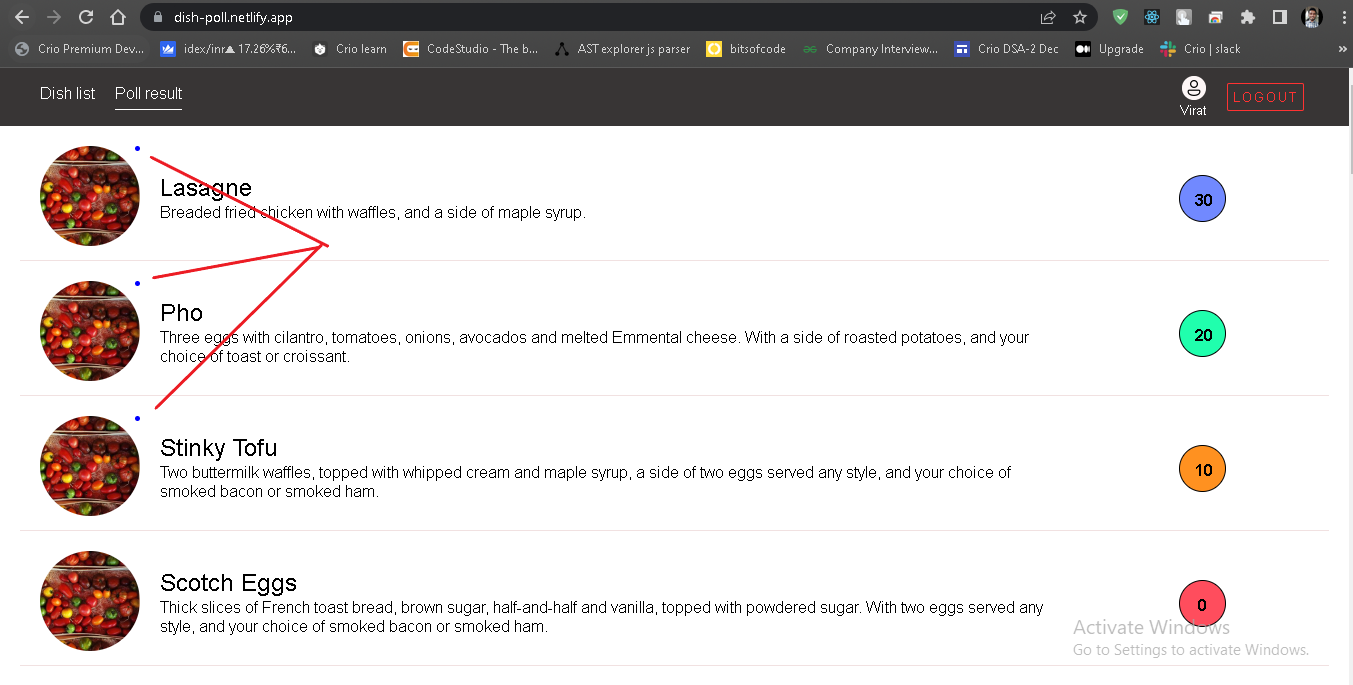 dish-poll.netlify.app
Crio Premium Dev...
idex/inr▲ 17.26%₹6...
Crio learn
CodeStudio - The b...
AST explorer js parser
bitsofcode
Company Interview...
Crio DSA-2 Dec
Upgrade
Crio | slack
»
Dish list
Poll result
Virat
LOGOUT
Lasagne
Breaded fried chicken with waffles, and a side of maple syrup.
30
Pho
Three eggs with cilantro, tomatoes, onions, avocados and melted Emmental cheese. With a side of roasted potatoes, and your
choice of toast or croissant.
20
Stinky Tofu
Two buttermilk waffles, topped with whipped cream and maple syrup, a side of two eggs served any style, and your choice of
smoked bacon or smoked ham.
10
Scotch Eggs
Thick slices of French toast bread, brown sugar, half-and-half and vanilla, topped with powdered sugar. With two eggs served any
style, and your choice of smoked bacon or smoked ham.
0
Activate Windows
Go to Settings to activate Windows.